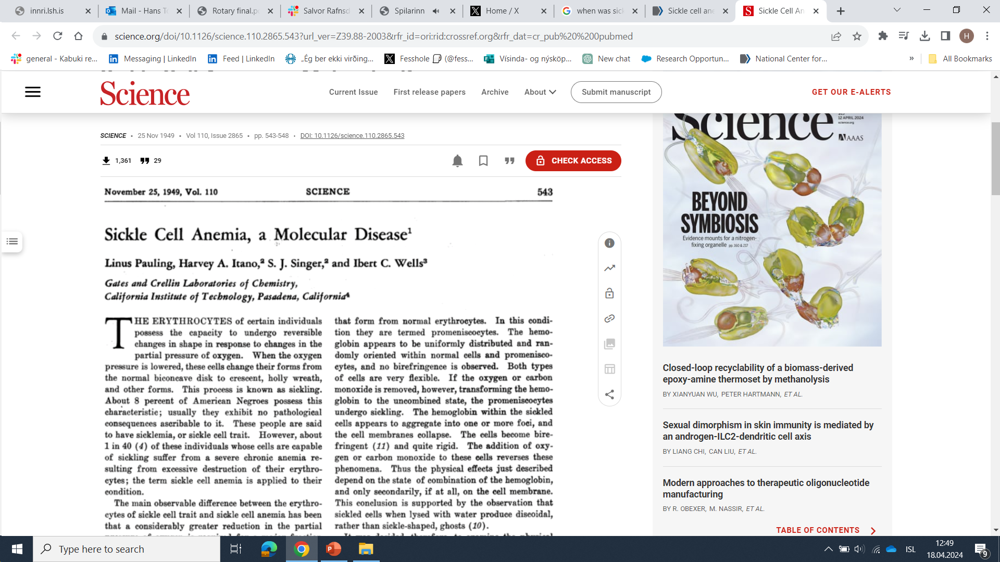 innri.lsh.is
Mail - Hans T
Rotary final.p
Salvor Rafnsd
Spilarinn
Home / X
when was sic
Sickle cell an
Sickle Cell An
science.org/doi/10.1126/science.110.2865.543?url_ver=Z39.88-2003&rfr_id=ori:rid:crossref.org&rfr_dat=cr_pub%20%200pubmed
H
general - Kabuki re...
Messaging | LinkedIn
Feed | LinkedIn
„Ég ber ekki virðing...
Fesshole (@fess...
Vísinda- og nýsköp...
New chat
Research Opportun...
National Center for...
»
All Bookmarks
Science
Current Issue
First release papers
Archive
About
Submit manuscript
GET OUR E-ALERTS
SCIENCE • 25 Nov 1949 • Vol 110, Issue 2865 • pp. 543-548 • DOI: 10.1126/science.110.2865.543
1,361
29
CHECK ACCESS
November 25, 1949, Vol. 110 SCIENCE 543
Sickle Cell Anemia, a Molecular Disease¹
Linus Pauling, Harvey A. Itano,² S. J. Singer,² and Ibert C. Wells³
Gates and Crellin Laboratories of Chemistry,
California Institute of Technology, Pasadena, California⁴
THE ERYTHROCYTES of certain individuals
possess the capacity to undergo reversible
changes in shape in response to changes in the
partial pressure of oxygen. When the oxygen
pressure is lowered, these cells change their forms from
the normal biconcave disk to crescent, holly wreath,
and other forms. This process is known as sickling.
About 8 percent of American Negroes possess this
characteristic; usually they exhibit no pathological
consequences ascribable to it. These people are said
to have sicklemia, or sickle cell trait. However, about
1 in 40 (4) of these individuals whose cells are capable
of sickling suffer from a severe chronic anemia re-
sulting from excessive destruction of their erythro-
cytes; the term sickle cell anemia is applied to their
condition.
The main observable difference between the erythro-
cytes of sickle cell trait and sickle cell anemia has been
that a considerably greater reduction in the partial
that form from normal erythrocytes. In this condi-
tion they are termed promeniscocytes. The hemo-
globin appears to be uniformly distributed and ran-
domly oriented within normal cells and promenisco-
cytes, and no birefringence is observed. Both types
of cells are very flexible. If the oxygen or carbon
monoxide is removed, however, transforming the hemo-
globin to the uncombined state, the promeniscocytes
undergo sickling. The hemoglobin within the sickled
cells appears to aggregate into one or more foci, and
the cell membranes collapse. The cells become bire-
fringent (11) and quite rigid. The addition of oxy-
gen or carbon monoxide to these cells reverses these
phenomena. Thus the physical effects just described
depend on the state of combination of the hemoglobin,
and only secondarily, if at all, on the cell membrane.
This conclusion is supported by the observation that
sickled cells when lysed with water produce discoidal,
rather than sickle-shaped, ghosts (10).
Science
12 APRIL 2024
science.org
AAAS
BEYOND
SYMBIOSIS
Evidence mounts for a nitrogen-
fixing organelle pp. 160 & 217
Closed-loop recyclability of a biomass-derived
epoxy-amine thermoset by methanolysis
BY XIANYUAN WU, PETER HARTMANN, ET AL.
Sexual dimorphism in skin immunity is mediated by
an androgen-ILC2-dendritic cell axis
BY LIANG CHI, CAN LIU, ET AL.
Modern approaches to therapeutic oligonucleotide
manufacturing
BY R. OBEXER, M. NASSIR, ET AL.
TABLE OF CONTENTS
Type here to search
ISL
12:49
18.04.2024
9